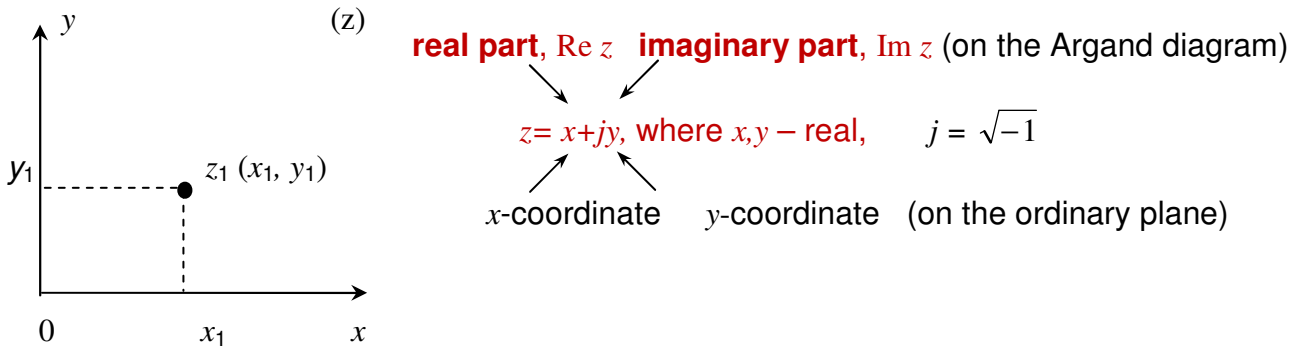 y
(z)
y₁
z₁ (x₁, y₁)
0
x₁
x
real part, Re z imaginary part, Im z (on the Argand diagram)
z= x+jy, where x,y – real, j = √−1
x-coordinate y-coordinate (on the ordinary plane)